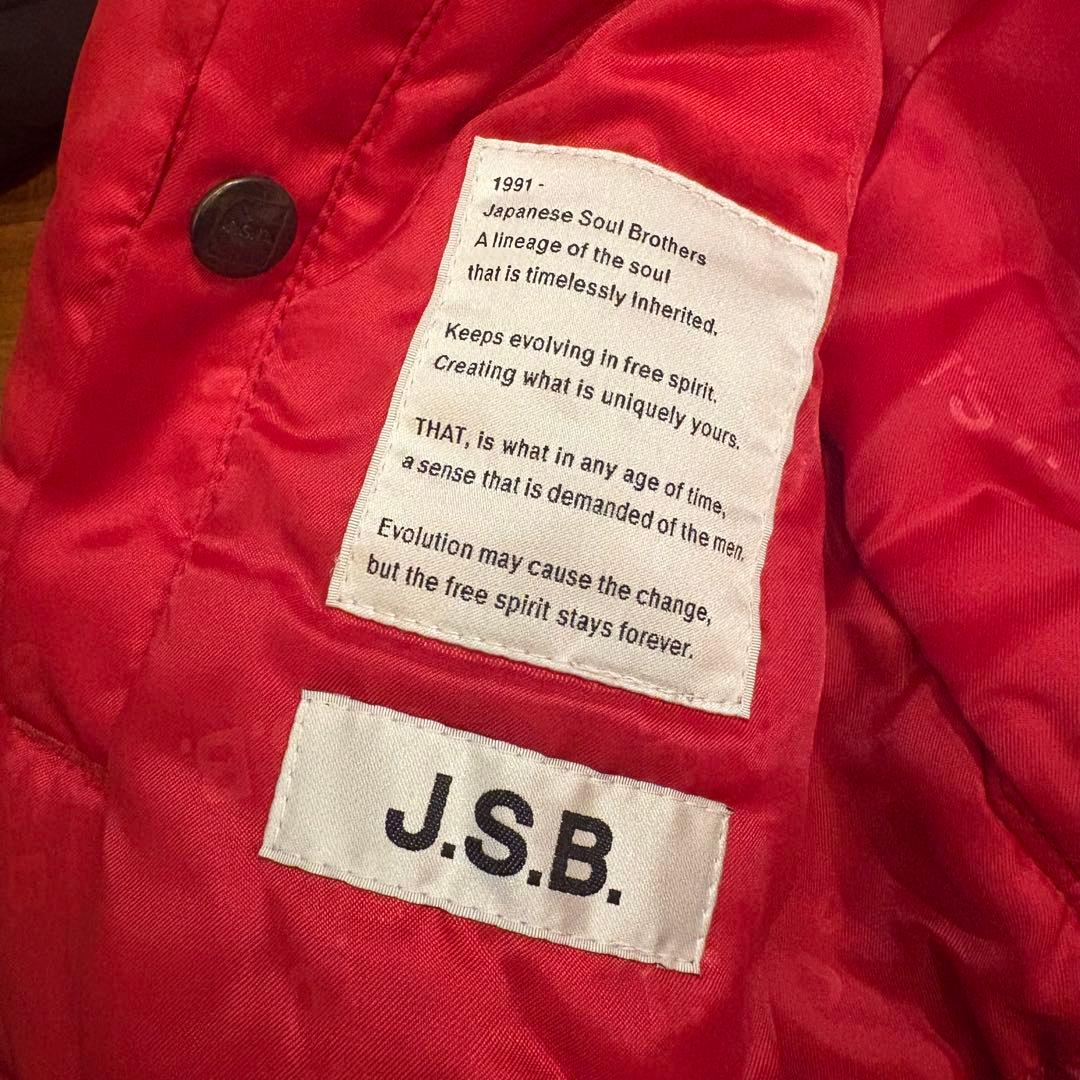 1991 -
Japanese Soul Brothers
A lineage of the soul
that is timelessly inherited.
Keeps evolving in free spirit.
Creating what is uniquely yours.
THAT, is what in any age of time,
a sense that is demanded of the men.
Evolution may cause the change,
but the free spirit stays forever.
J.S.B.
J.S.B.